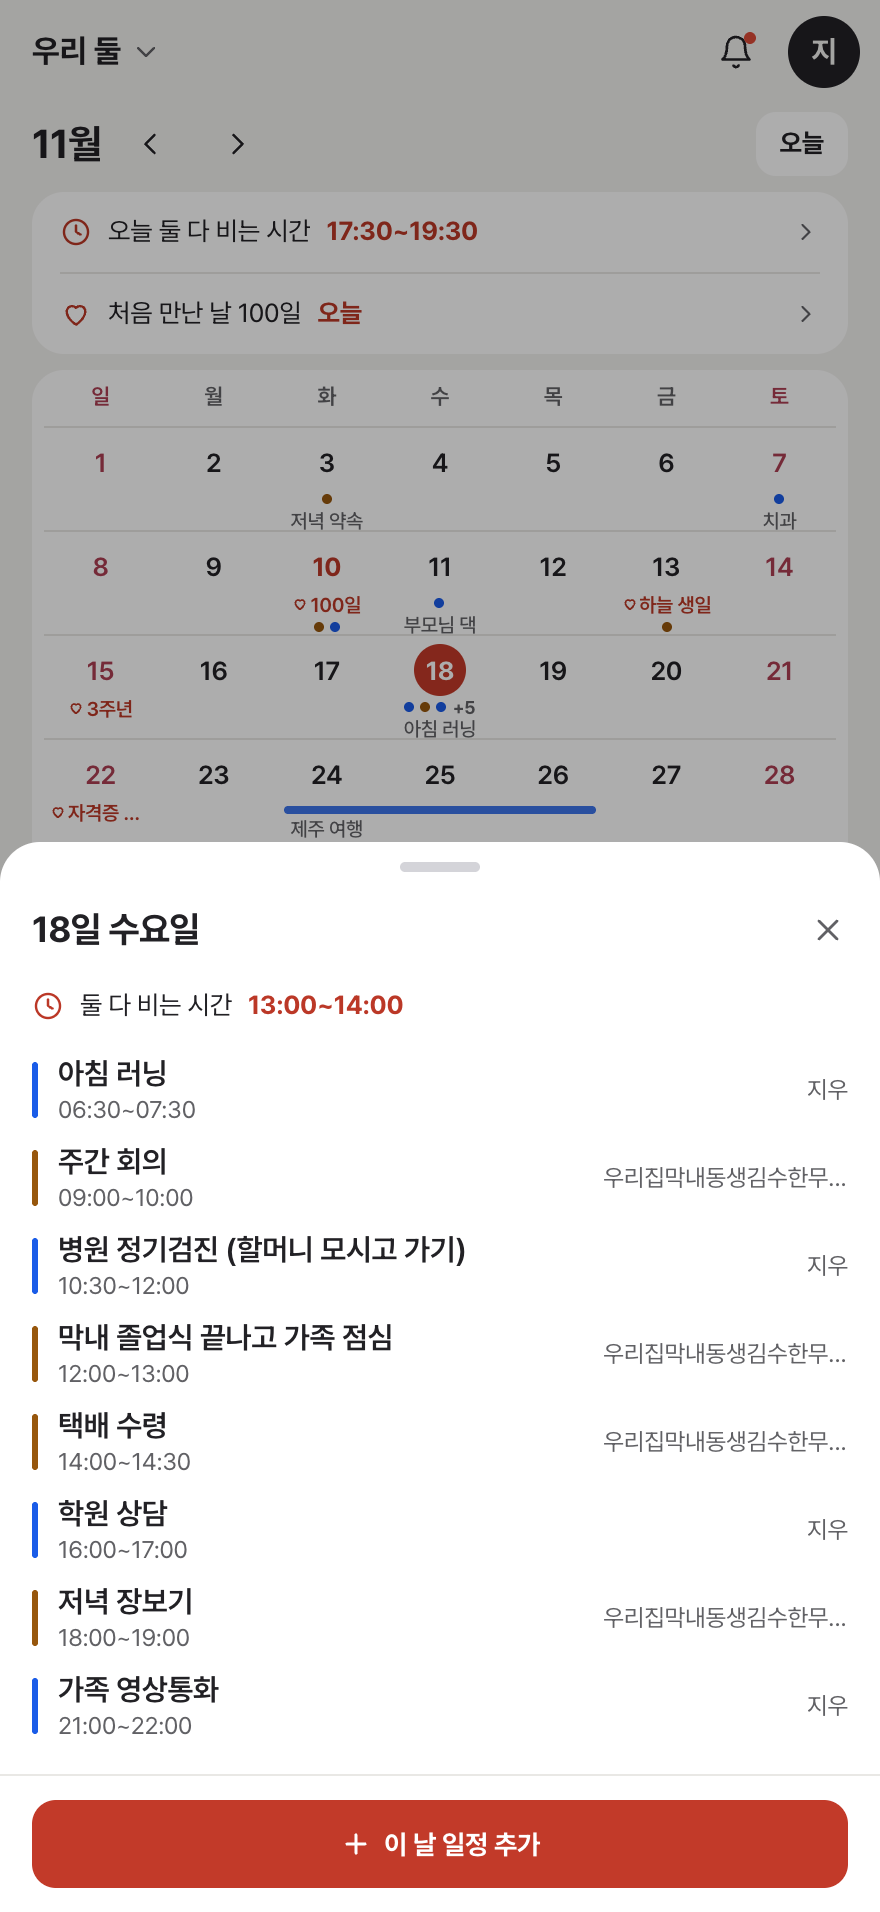 우리 둘
지
11월
오늘
오늘 둘 다 비는 시간 17:30~19:30
처음 만난 날 100일 오늘
일 월 화 수 목 금 토
1 2 3 4 5 6 7
저녁 약속 치과
8 9 10 11 12 13 14
100일 하늘 생일
부모님 댁
15 16 17 18 19 20 21
3주년 +5
아침 러닝
22 23 24 25 26 27 28
자격증 ...
제주 여행
18일 수요일
둘 다 비는 시간 13:00~14:00
아침 러닝
06:30~07:30
지우
주간 회의
09:00~10:00
우리집막내동생김수한무...
병원 정기검진 (할머니 모시고 가기)
10:30~12:00
지우
막내 졸업식 끝나고 가족 점심
12:00~13:00
우리집막내동생김수한무...
택배 수령
14:00~14:30
우리집막내동생김수한무...
학원 상담
16:00~17:00
지우
저녁 장보기
18:00~19:00
우리집막내동생김수한무...
가족 영상통화
21:00~22:00
지우
+ 이 날 일정 추가